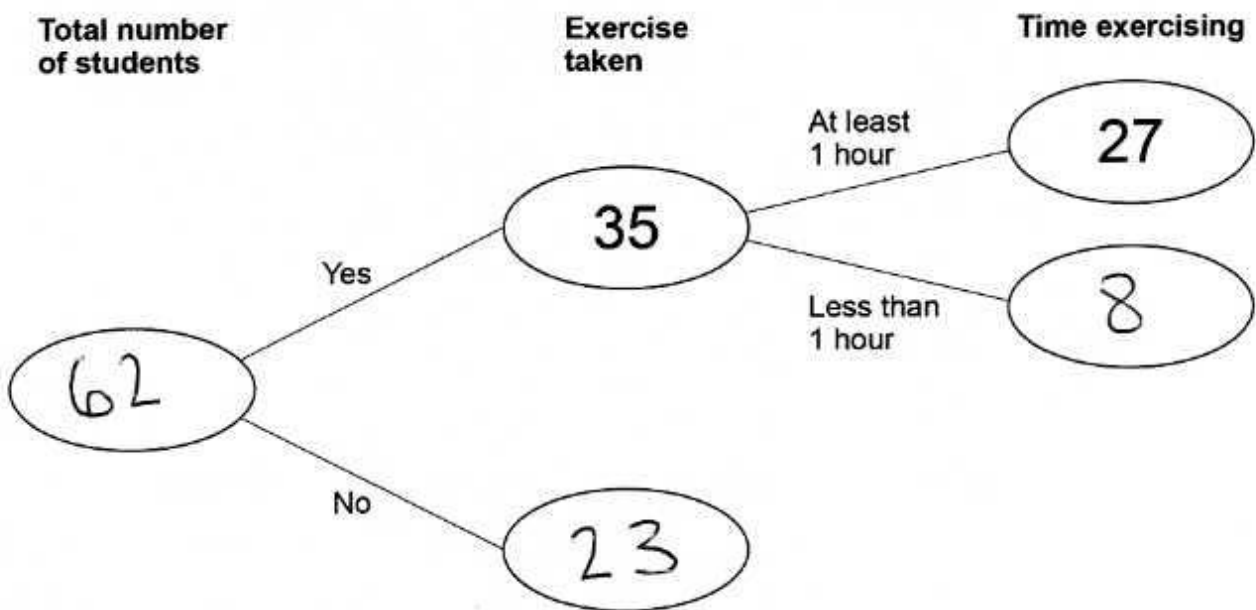 Total number
of students
Exercise
taken
Time exercising
At least
1 hour
27
35
Yes
Less than
1 hour
8
62
No
23